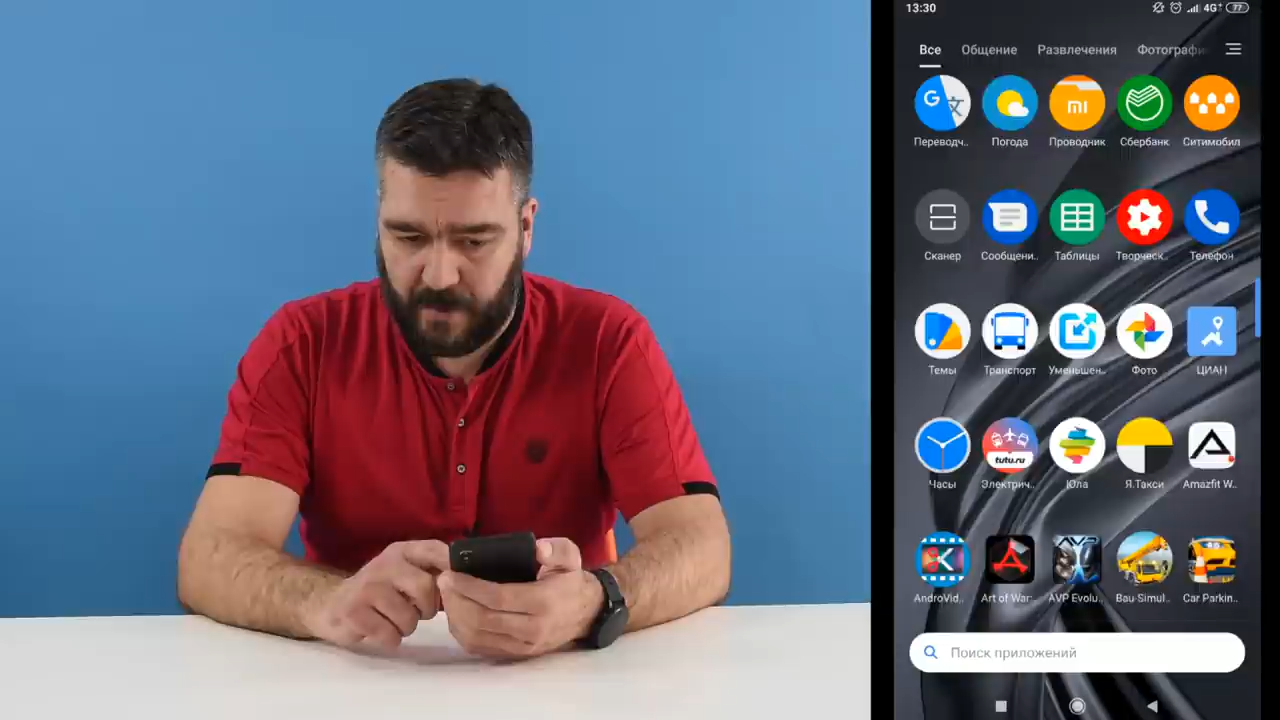 13:30
4G+ 77
Все Общение Развлечения Фотографи
Переводч.. Погода Проводник Сбербанк Ситимобил
Сканер Сообщени.. Таблицы Творческ.. Телефон
Темы Транспорт Уменьшен.. Фото ЦИАН
tutu.ru
Часы Электрич.. Юла Я.Такси Amazfit W..
AVP
AndroVid.. Art of War:.. AVP Evolu.. Bau-Simul.. Car Parkin..
Поиск приложений